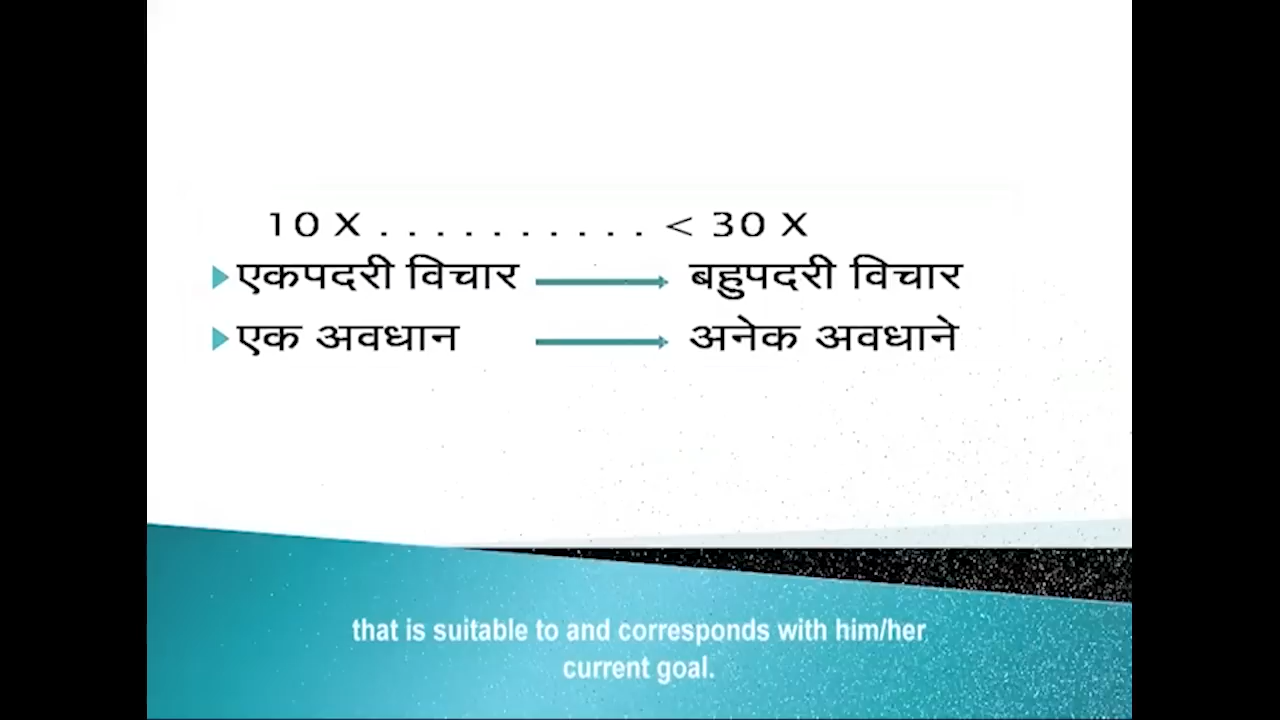 10 X . . . . . . . . . . < 30 X
एकपदरी विचार बहुपदरी विचार
एक अवधान अनेक अवधाने
that is suitable to and corresponds with him/her
current goal.